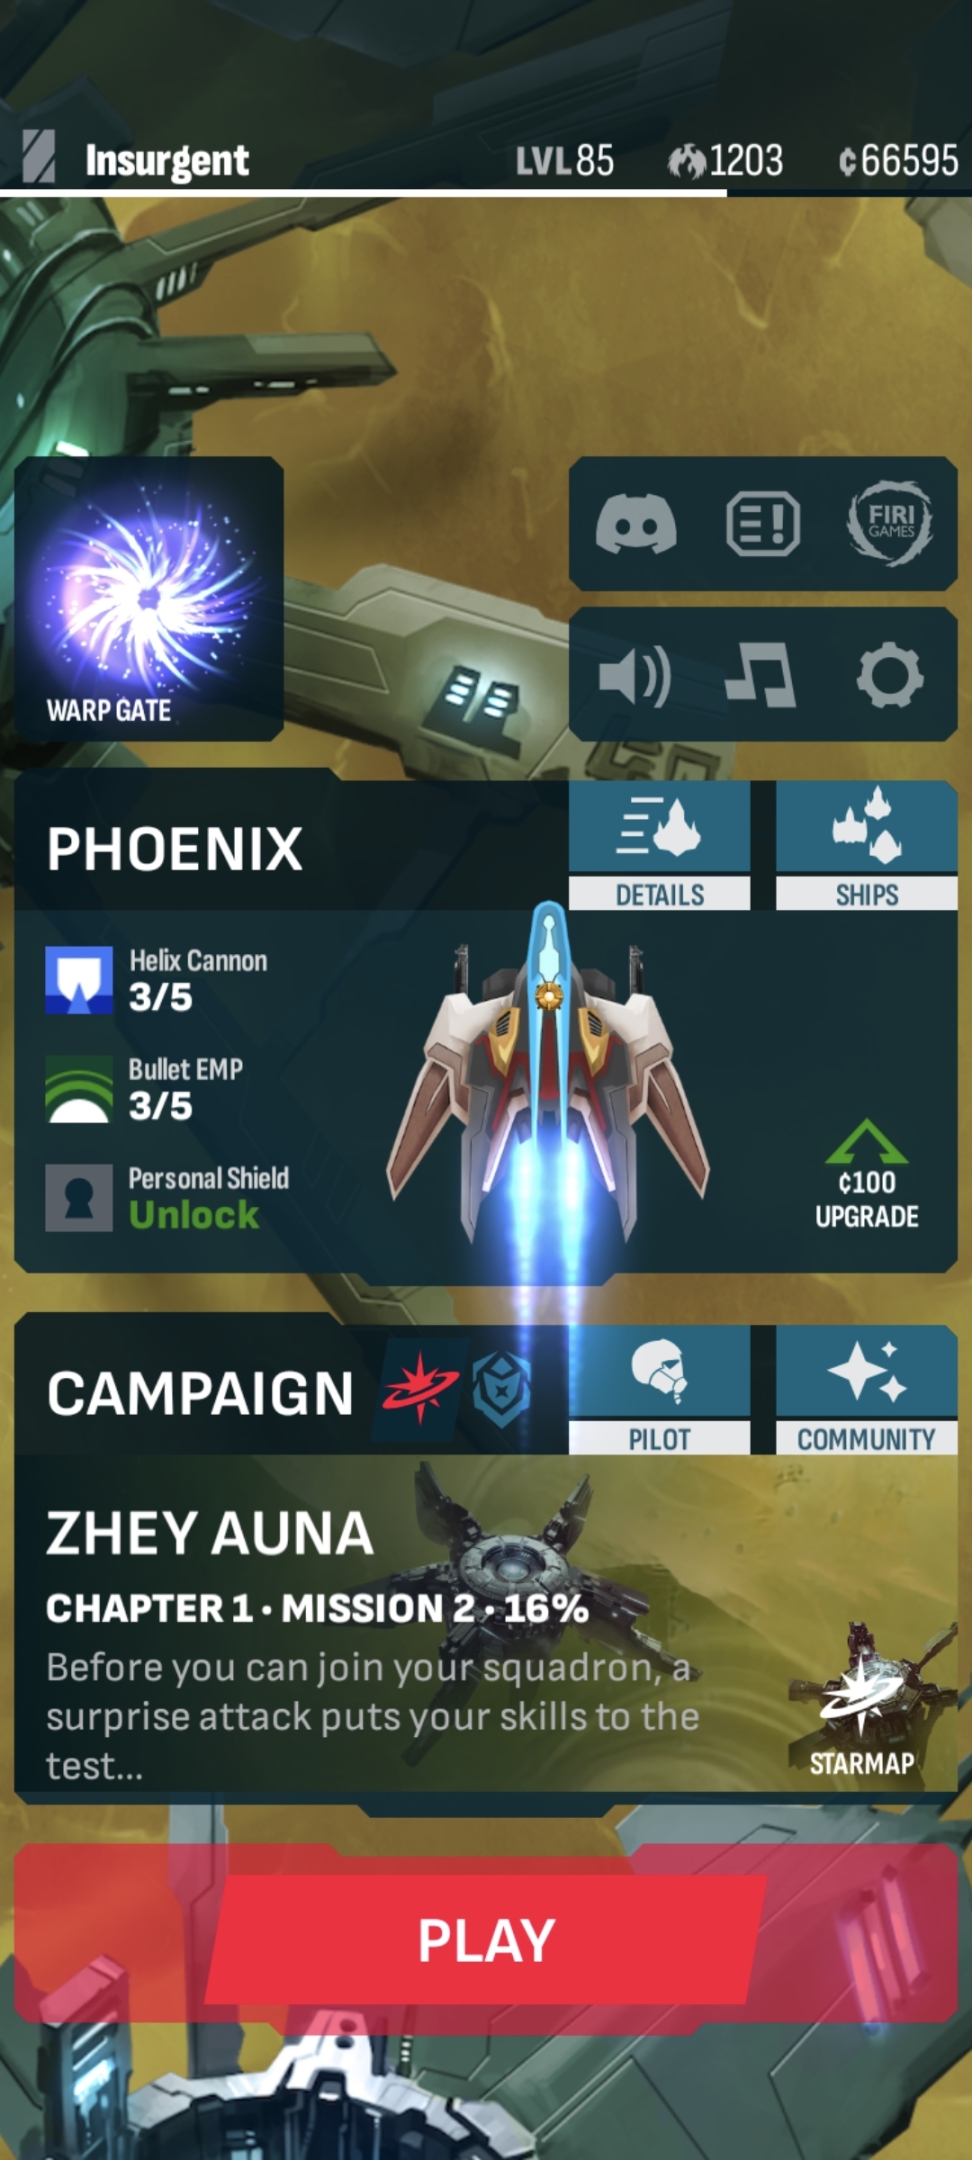 Insurgent LVL 85 1203 ¢66595
FIRI
GAMES
WARP GATE
PHOENIX
DETAILS
SHIPS
Helix Cannon
3/5
Bullet EMP
3/5
Personal Shield
Unlock
¢100
UPGRADE
CAMPAIGN
PILOT
COMMUNITY
ZHEY AUNA
CHAPTER 1 • MISSION 2 • 16%
Before you can join your squadron, a
surprise attack puts your skills to the
test...
STARMAP
PLAY